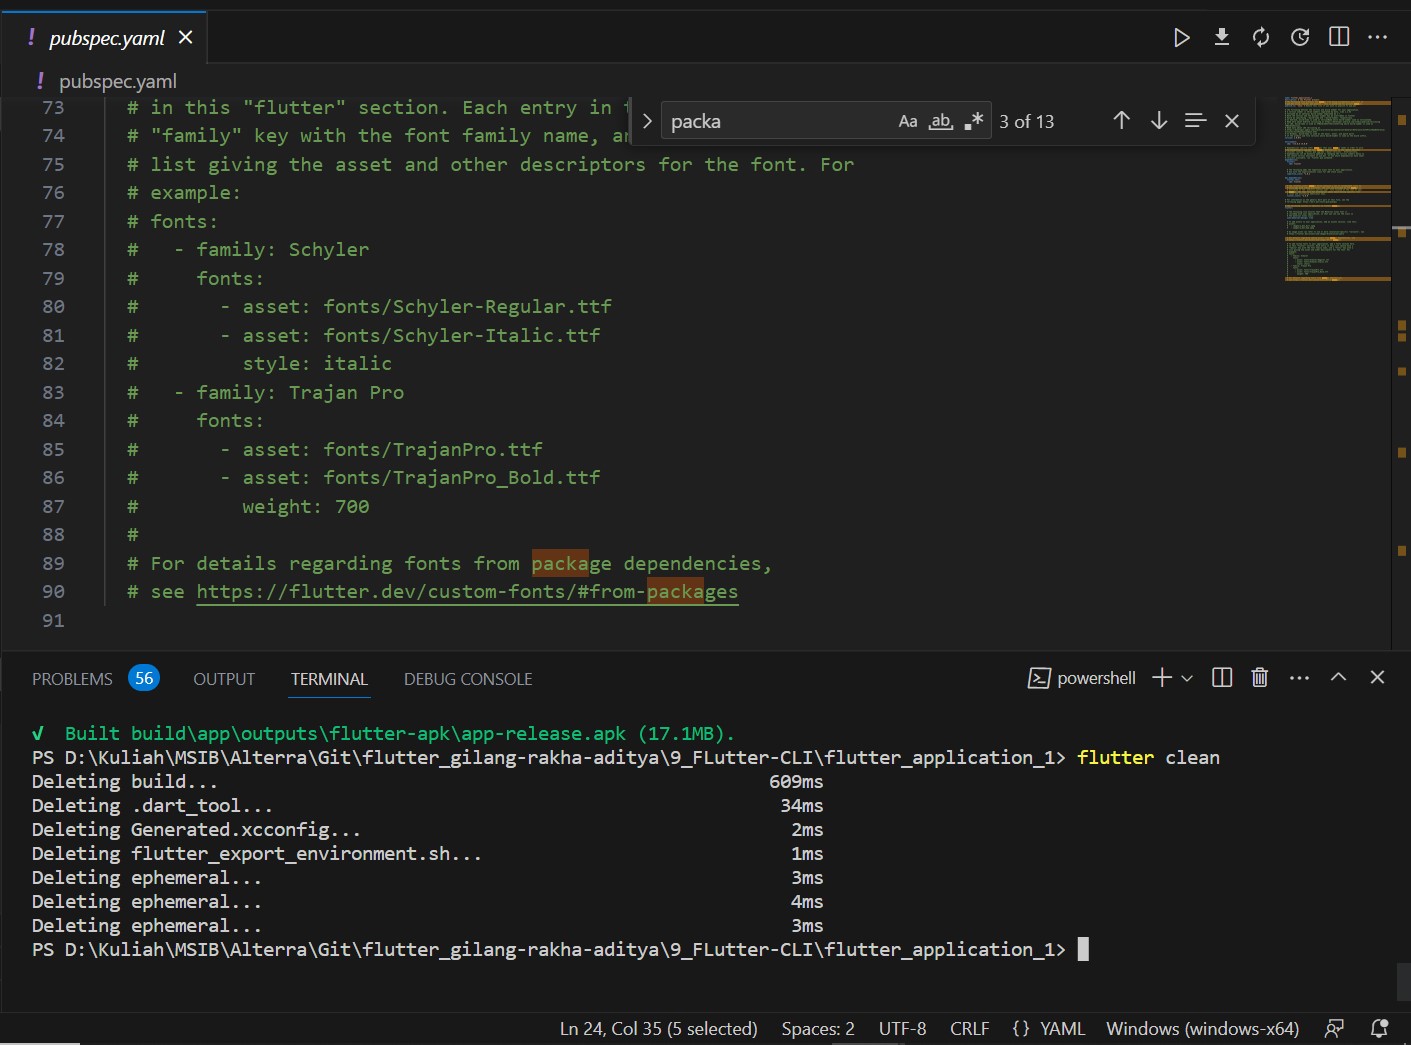 ! pubspec.yaml
! pubspec.yaml
73 # in this "flutter" section. Each entry in
packa Aa ab 3 of 13
74 # "family" key with the font family name,
75 # list giving the asset and other descriptors for the font. For
76 # example:
77 # fonts:
78 # - family: Schyler
79 # fonts:
80 # - asset: fonts/Schyler-Regular.ttf
81 # - asset: fonts/Schyler-Italic.ttf
82 # style: italic
83 # - family: Trajan Pro
84 # fonts:
85 # - asset: fonts/TrajanPro.ttf
86 # - asset: fonts/TrajanPro_Bold.ttf
87 # weight: 700
88 #
89 # For details regarding fonts from package dependencies,
90 # see https://flutter.dev/custom-fonts/#from-packages
91
PROBLEMS 56 OUTPUT TERMINAL DEBUG CONSOLE powershell
√ Built build\app\outputs\flutter-apk\app-release.apk (17.1MB).
PS D:\Kuliah\MSIB\Alterra\Git\flutter_gilang-rakha-aditya\9_FLutter-CLI\flutter_application_1> flutter clean
Deleting build... 609ms
Deleting .dart_tool... 34ms
Deleting Generated.xcconfig... 2ms
Deleting flutter_export_environment.sh... 1ms
Deleting ephemeral... 3ms
Deleting ephemeral... 4ms
Deleting ephemeral... 3ms
PS D:\Kuliah\MSIB\Alterra\Git\flutter_gilang-rakha-aditya\9_FLutter-CLI\flutter_application_1>
Ln 24, Col 35 (5 selected) Spaces: 2 UTF-8 CRLF {} YAML Windows (windows-x64)